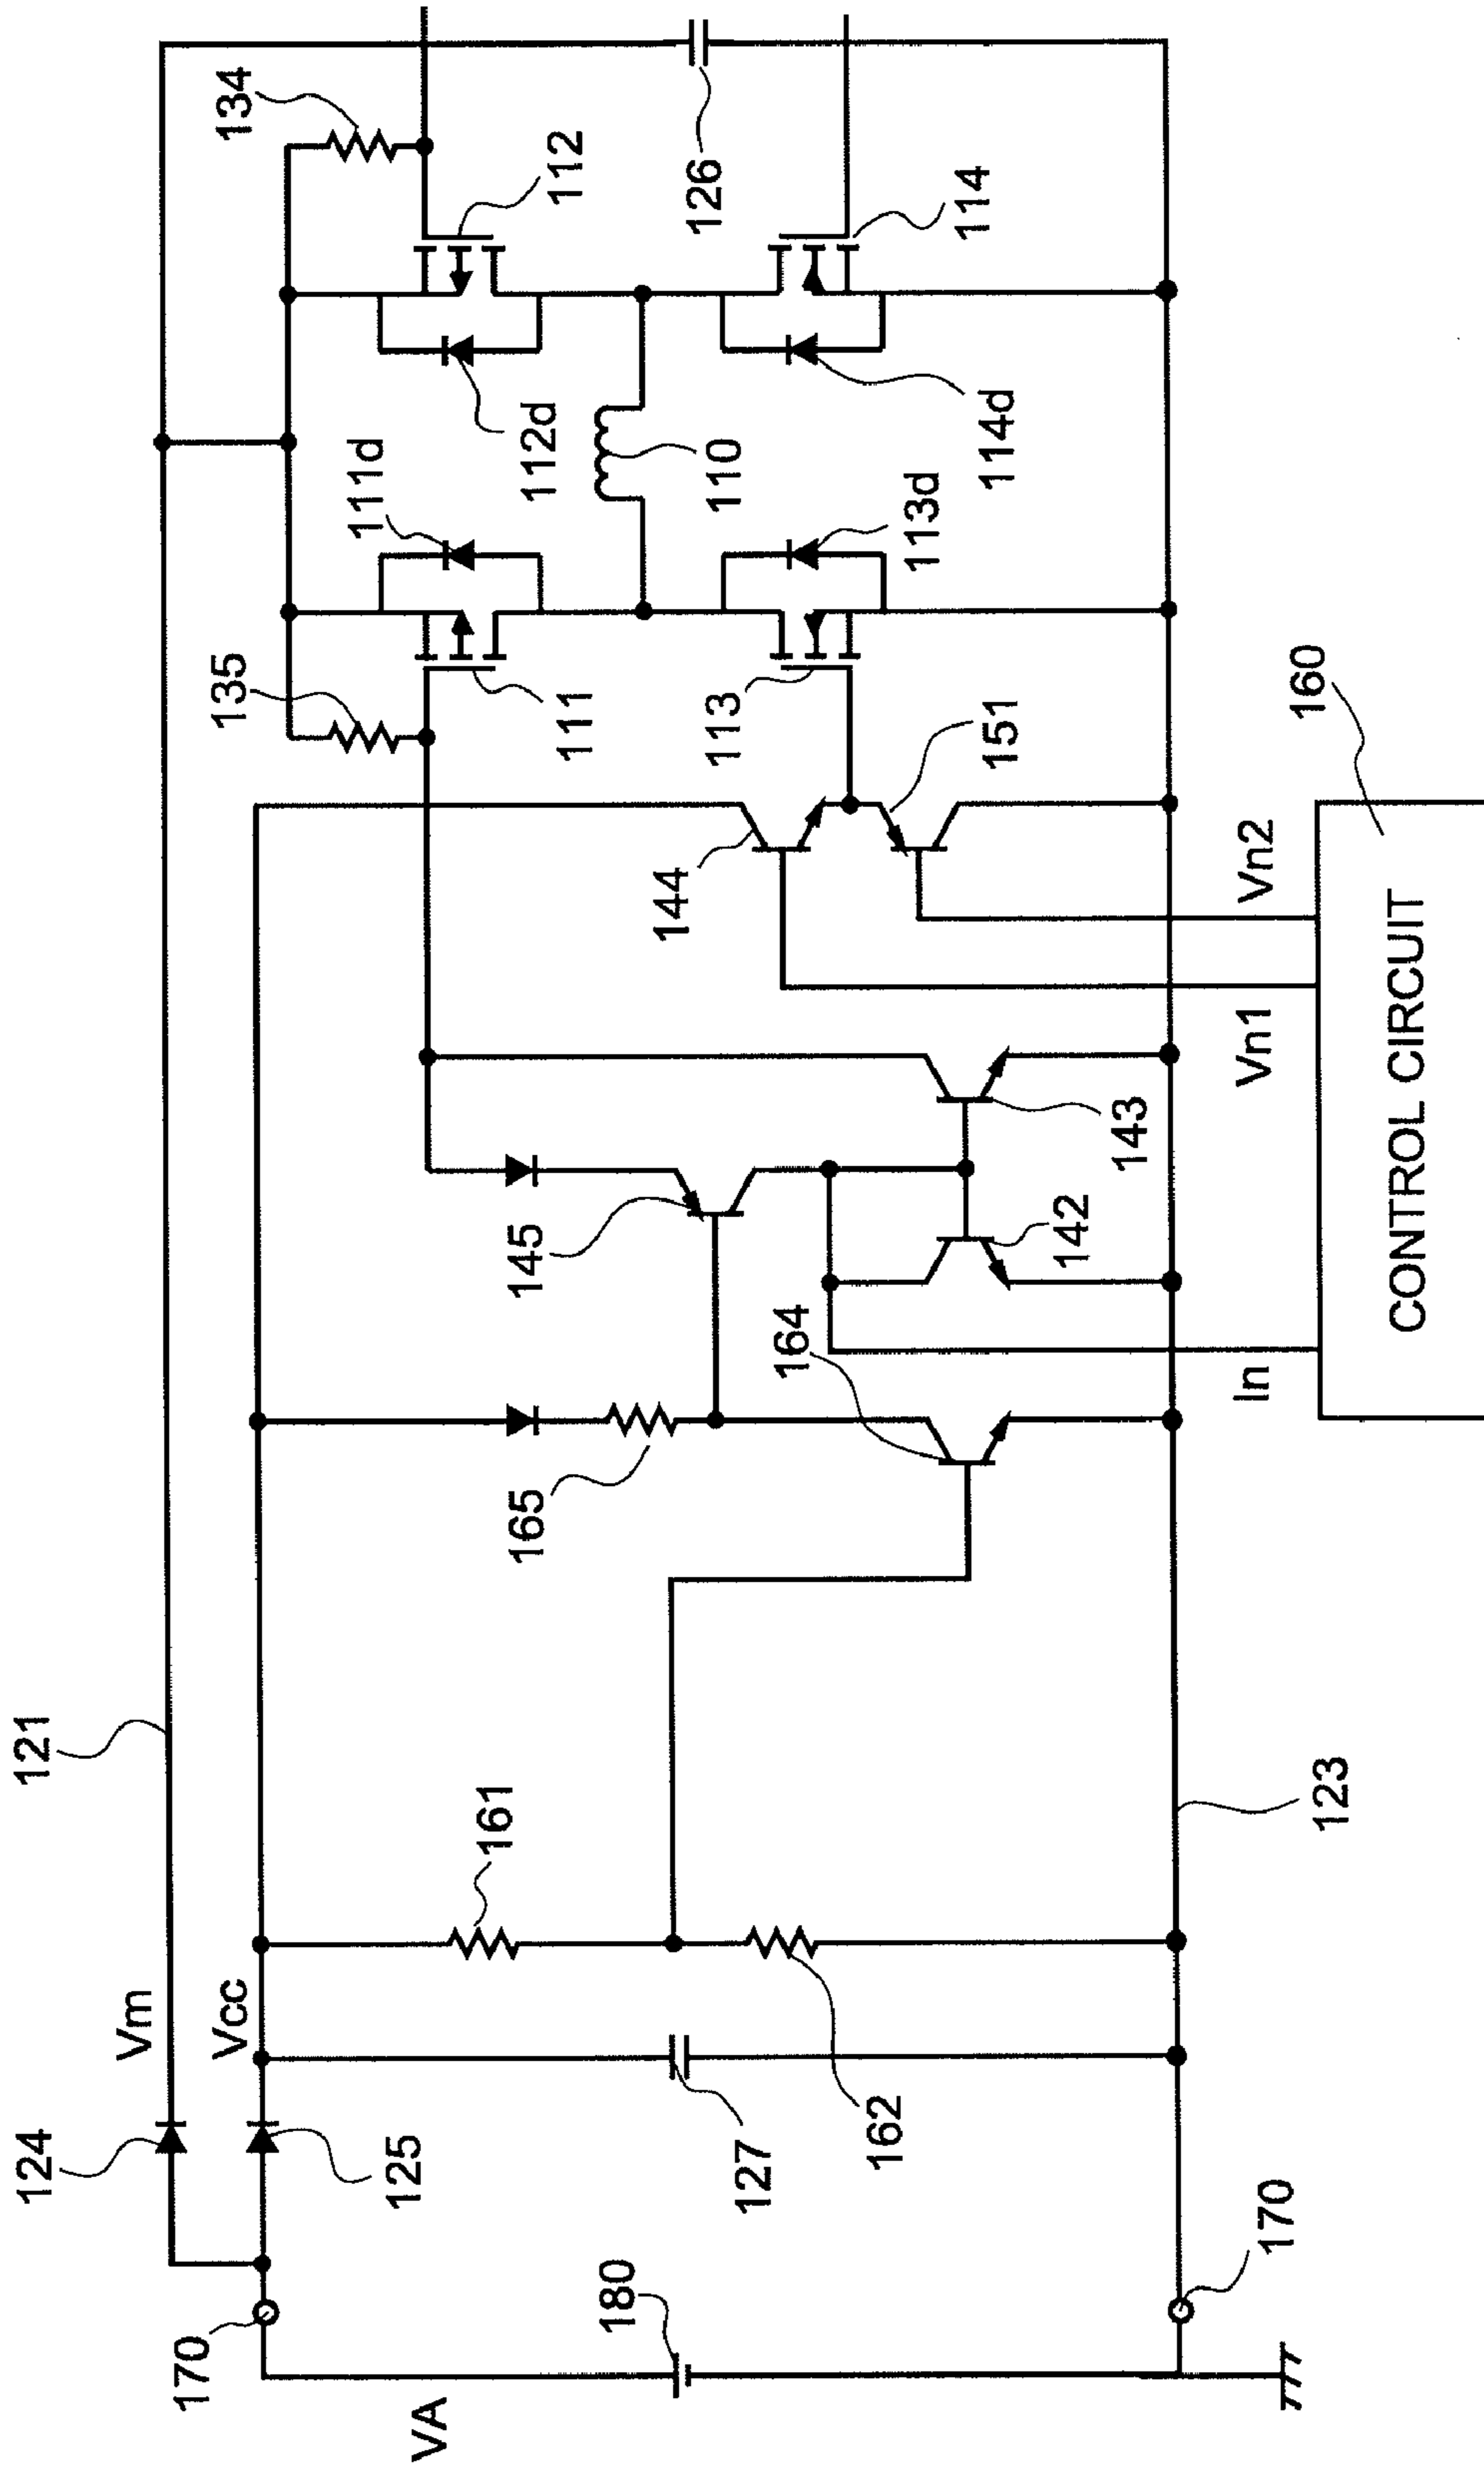 121
124
Vm
Vcc
170
125
VA
180
127
161
162
165
164
145
142
143
135
111d
111
134
112
112d
110
126
144
113
113d
151
114
114d
123
170
In
Vn1
Vn2
160
CONTROL CIRCUIT